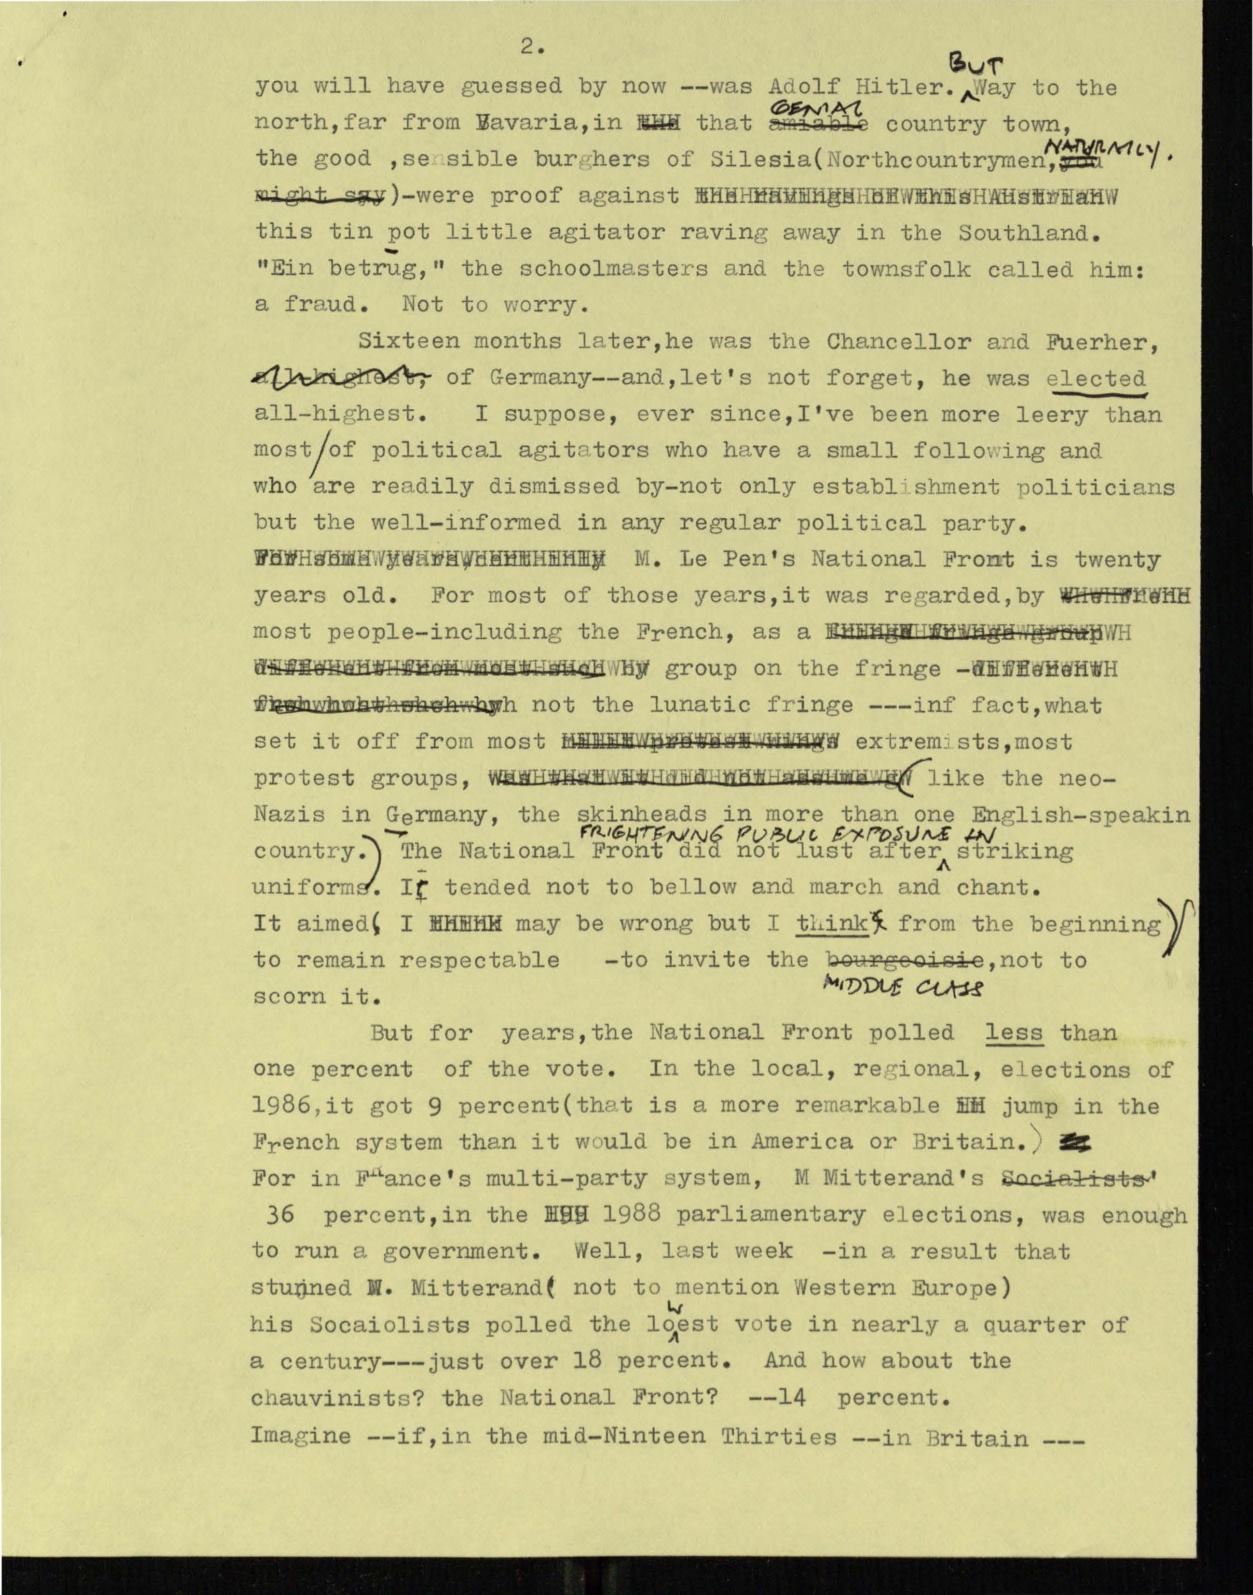 2.
BUT
you will have guessed by now --was Adolf Hitler. Way to the
GENIAL
north,far from Bavaria,in that amiable country town,
the good ,sensible burghers of Silesia(Northcountrymen,you NATURALLY.
might say)-were proof against
this tin pot little agitator raving away in the Southland.
"Ein betrug," the schoolmasters and the townsfolk called him:
a fraud. Not to worry.
Sixteen months later,he was the Chancellor and Fuerher,
all-highest, of Germany--and,let's not forget, he was elected
all-highest. I suppose, ever since,I've been more leery than
most/of political agitators who have a small following and
who are readily dismissed by-not only establishment politicians
but the well-informed in any regular political party.
M. Le Pen's National Front is twenty
years old. For most of those years,it was regarded,by
most people-including the French, as a
group on the fringe -
not the lunatic fringe ---inf fact,what
set it off from most extremists,most
protest groups, ( like the neo-
Nazis in Germany, the skinheads in more than one English-speakin
FRIGHTENING PUBLIC EXPOSURE IN
country.) The National Front did not lust after striking
uniforms. It tended not to bellow and march and chant.
It aimed( I may be wrong but I think from the beginning)
to remain respectable -to invite the bourgeoisie,not to
MIDDLE CLASS
scorn it.
But for years,the National Front polled less than
one percent of the vote. In the local, regional, elections of
1986,it got 9 percent(that is a more remarkable jump in the
French system than it would be in America or Britain.)
For in France's multi-party system, M Mitterand's Socialists'
36 percent,in the 1988 parliamentary elections, was enough
to run a government. Well, last week -in a result that
stunned M. Mitterand( not to mention Western Europe)
his Socaiolists polled the lowest vote in nearly a quarter of
a century---just over 18 percent. And how about the
chauvinists? the National Front? --14 percent.
Imagine --if,in the mid-Ninteen Thirties --in Britain ---